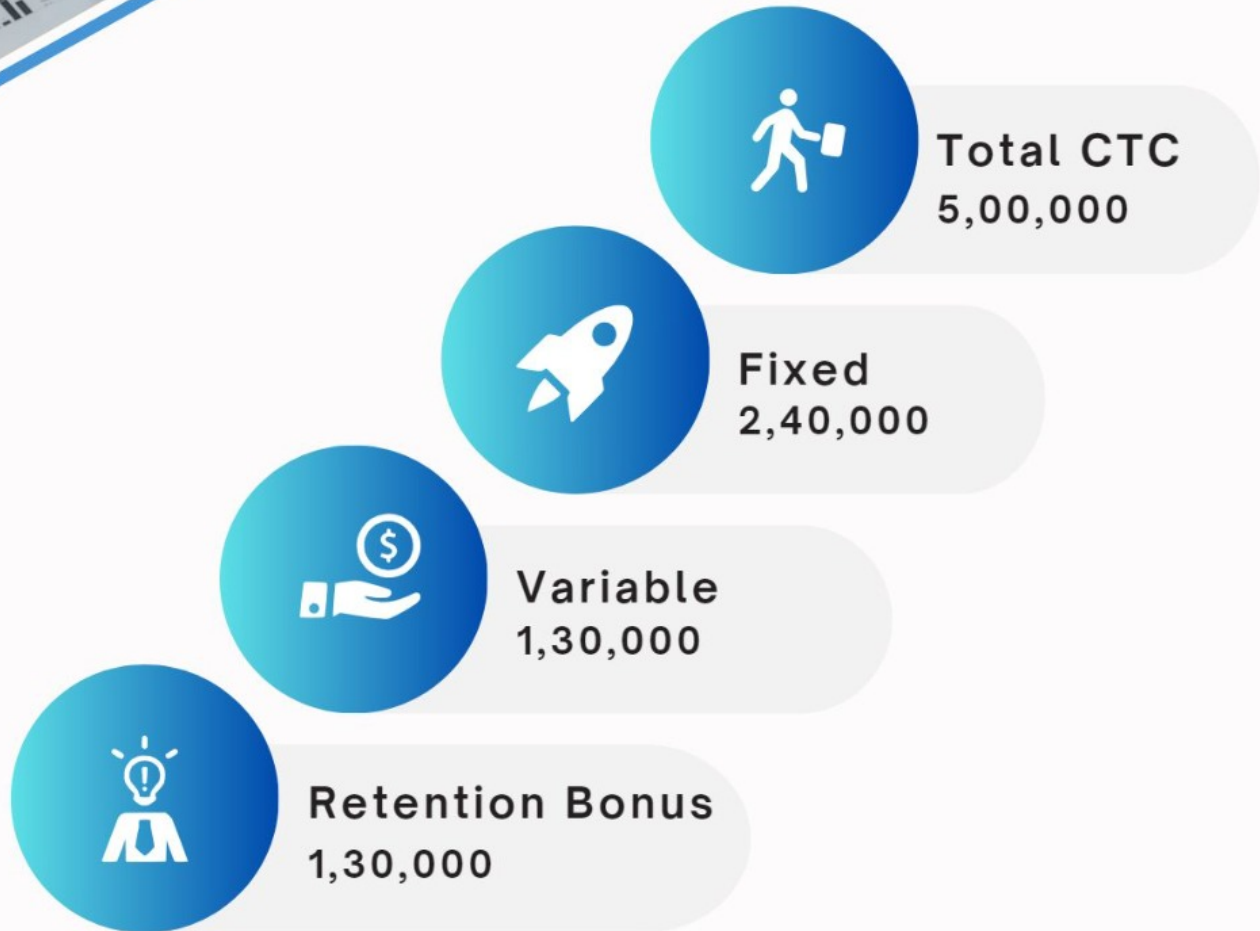 Total CTC
5,00,000
Fixed
2,40,000
Variable
1,30,000
Retention Bonus
1,30,000